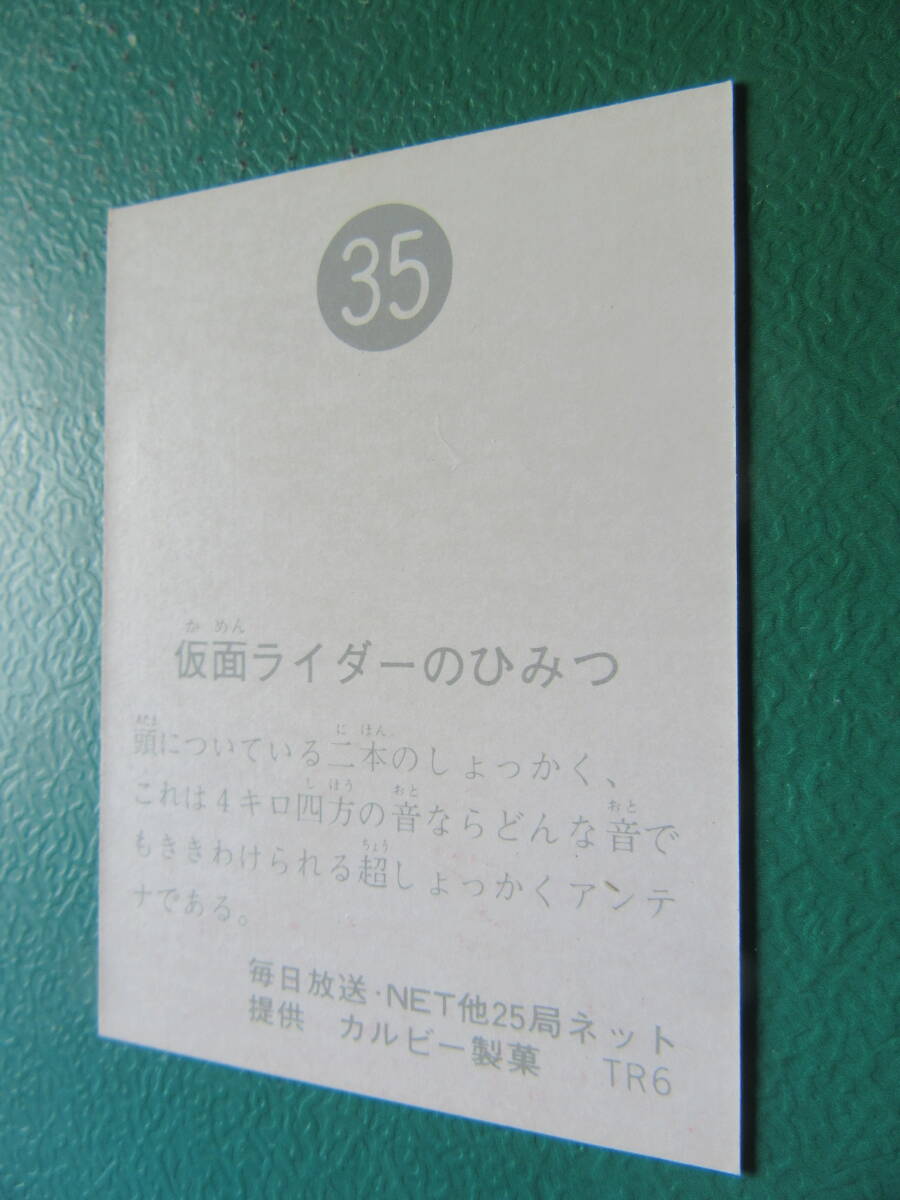 35
仮面ライダーのひみつ
頭についている二本のしょっかく、
これは4キロ四方の音ならどんな音で
もききわけられる超しょっかくアンテ
ナである。
毎日放送・NET他25局ネット
提供 カルビー製菓 TR6